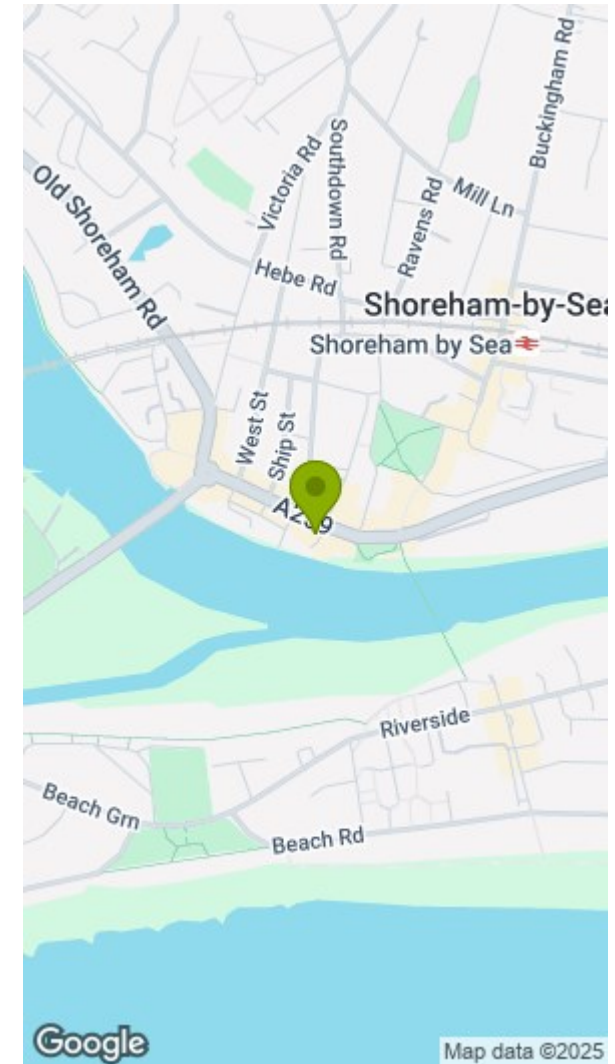 Buckingham Rd
Southdown Rd
Victoria Rd
Mill Ln
Ravens Rd
Old Shoreham Rd
Hebe Rd
Shoreham-by-Sea
Shoreham by Sea
West St
Ship St
A259
Riverside
Beach Grn
Beach Rd
Google
Map data ©2025